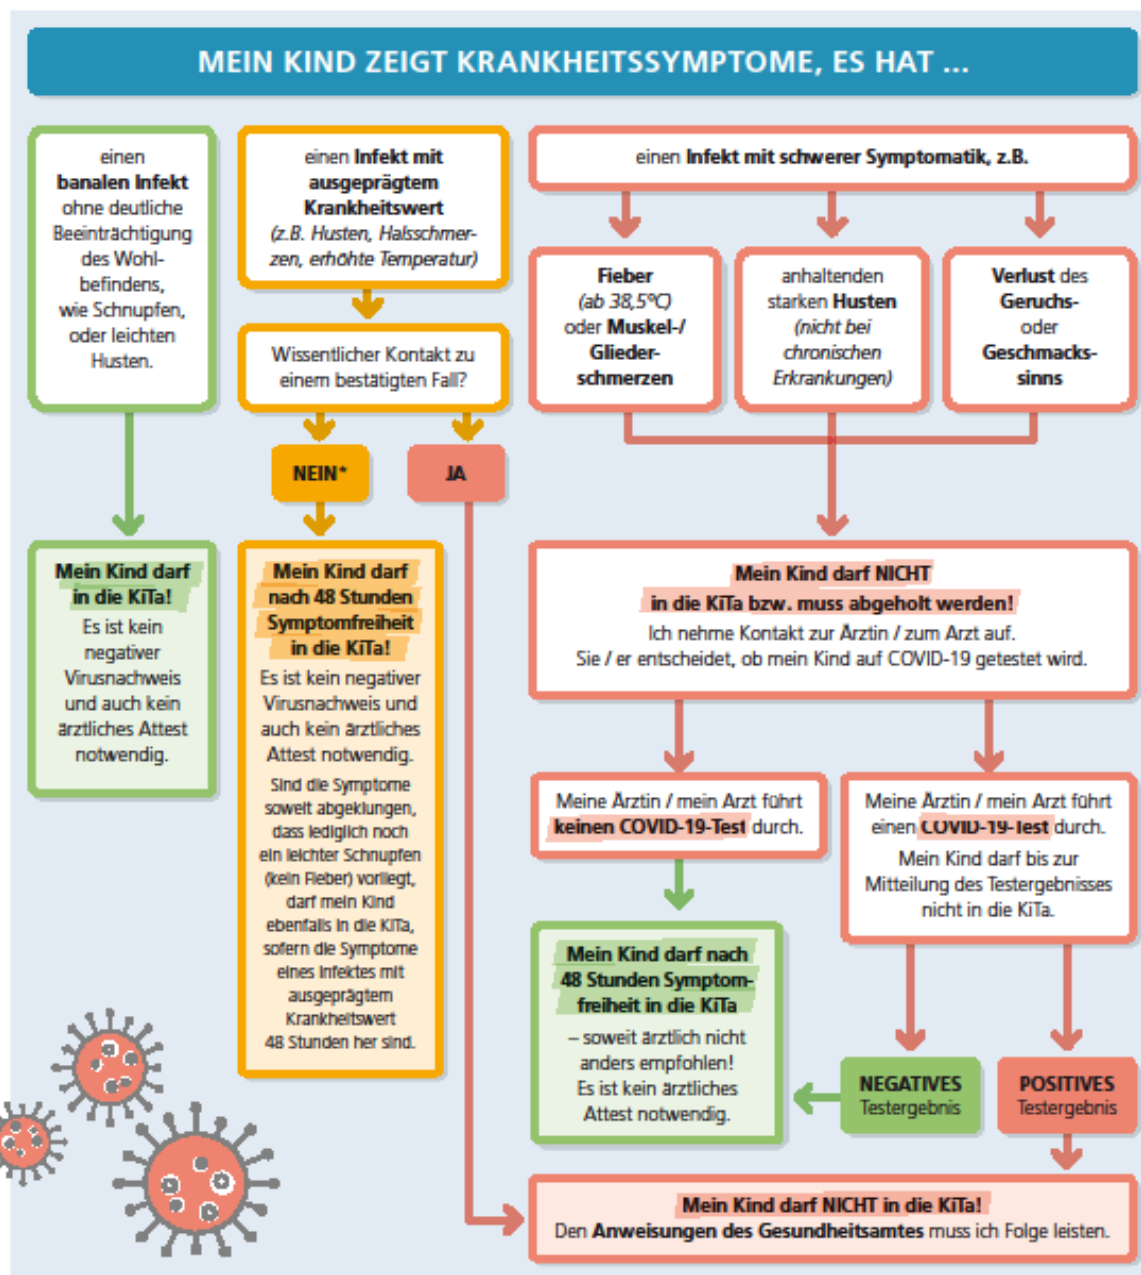 MEIN KIND ZEIGT KRANKHEITSSYMPTOME, ES HAT ...
einen
banalen Infekt
ohne deutliche
Beeinträchtigung
des Wohl-
befindens,
wie Schnupfen,
oder leichten
Husten.
einen Infekt mit
ausgeprägtem
Krankheitswert
(z.B. Husten, Halsschmer-
zen, erhöhte Temperatur)
Wissentlicher Kontakt zu
einem bestätigten Fall?
NEIN*
JA
einen Infekt mit schwerer Symptomatik, z.B.
Fieber
(ab 38,5°C)
oder Muskel-/
Glieder-
schmerzen
anhaltenden
starken Husten
(nicht bei
chronischen
Erkrankungen)
Verlust des
Geruchs-
oder
Geschmacks-
sinns
Mein Kind darf
in die KiTa!
Es ist kein
negativer
Virusnachweis
und auch kein
ärztliches Attest
notwendig.
Mein Kind darf
nach 48 Stunden
Symptomfreiheit
in die KiTa!
Es ist kein negativer
Virusnachweis und
auch kein ärztliches
Attest notwendig.
Sind die Symptome
soweit abgeklungen,
dass lediglich noch
ein leichter Schnupfen
(kein Fieber) vorliegt,
darf mein Kind
ebenfalls in die KiTa,
sofern die Symptome
eines Infektes mit
ausgeprägtem
Krankheitswert
48 Stunden her sind.
Mein Kind darf NICHT
in die KiTa bzw. muss abgeholt werden!
Ich nehme Kontakt zur Ärztin / zum Arzt auf.
Sie / er entscheidet, ob mein Kind auf COVID-19 getestet wird.
Meine Ärztin / mein Arzt führt
keinen COVID-19-Test durch.
Meine Ärztin / mein Arzt führt
einen COVID-19-Test durch.
Mein Kind darf bis zur
Mitteilung des Testergebnisses
nicht in die KiTa.
Mein Kind darf nach
48 Stunden Symptom-
freiheit in die KiTa
– soweit ärztlich nicht
anders empfohlen!
Es ist kein ärztliches
Attest notwendig.
NEGATIVES
Testergebnis
POSITIVES
Testergebnis
Mein Kind darf NICHT in die KiTa!
Den Anweisungen des Gesundheitsamtes muss ich Folge leisten.